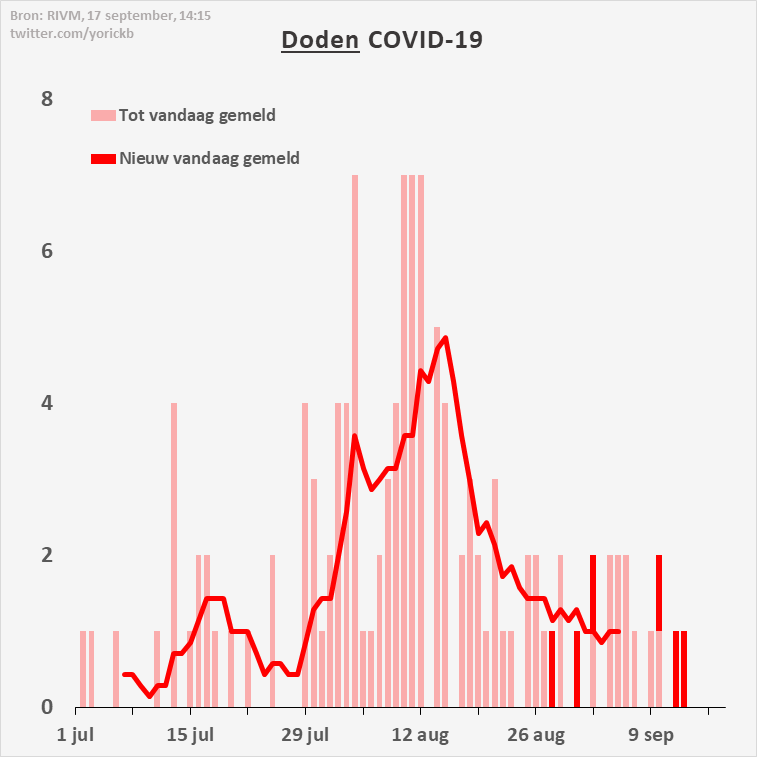 Bron: RIVM, 17 september, 14:15
twitter.com/yorickb
Doden COVID-19
8
Tot vandaag gemeld
Nieuw vandaag gemeld
6
4
2
0
1 jul 15 jul 29 jul 12 aug 26 aug 9 sep